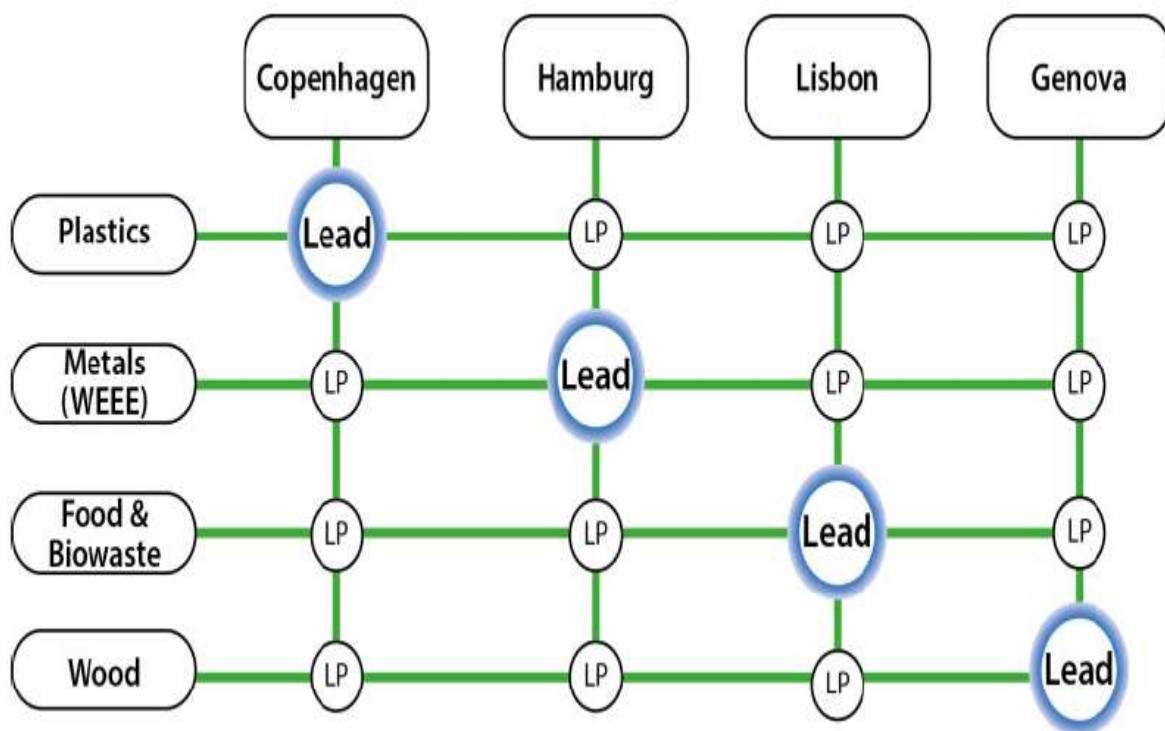 Copenhagen
Hamburg
Lisbon
Genova
Plastics
Lead
LP
LP
LP
Metals
(WEEE)
LP
Lead
LP
LP
Food &
Biowaste
LP
LP
Lead
LP
Wood
LP
LP
LP
Lead